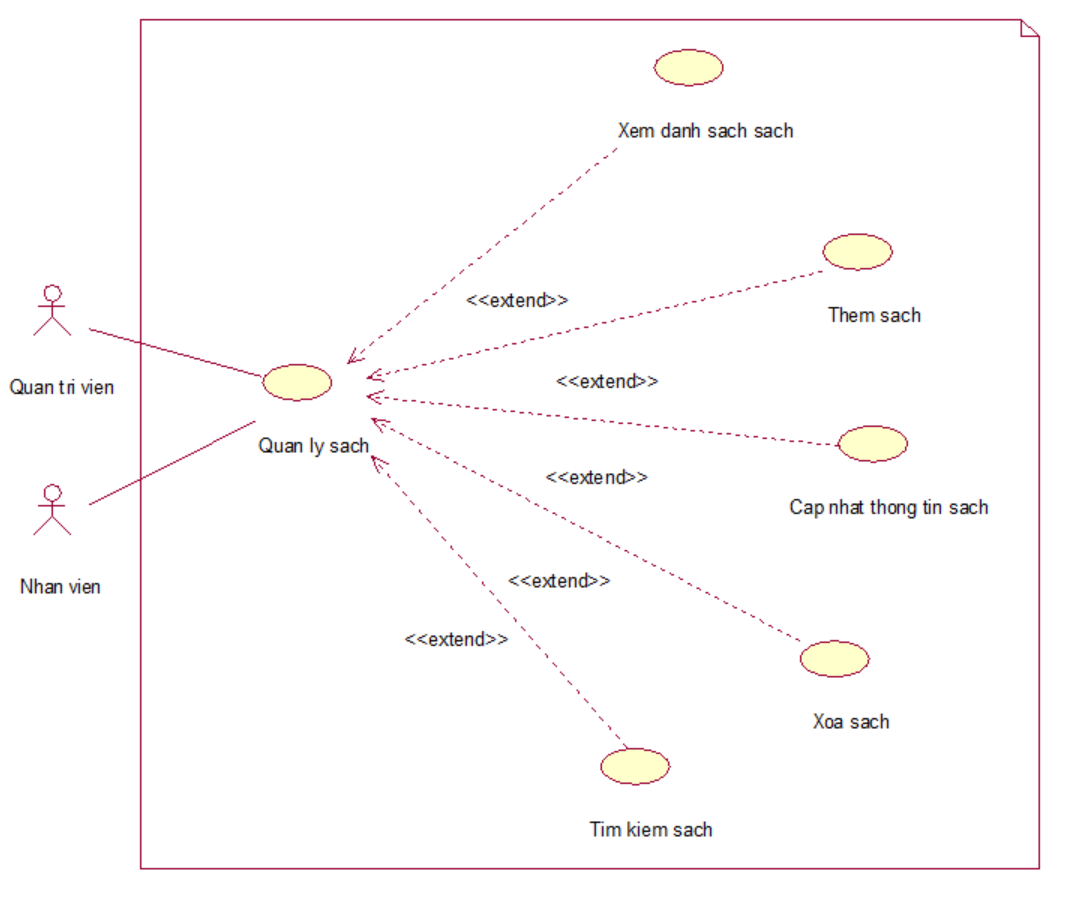 Xem danh sach sach
<<extend>>
Them sach
Quan tri vien
<<extend>>
Quan ly sach
<<extend>>
Cap nhat thong tin sach
Nhan vien
<<extend>>
<<extend>>
Xoa sach
Tim kiem sach